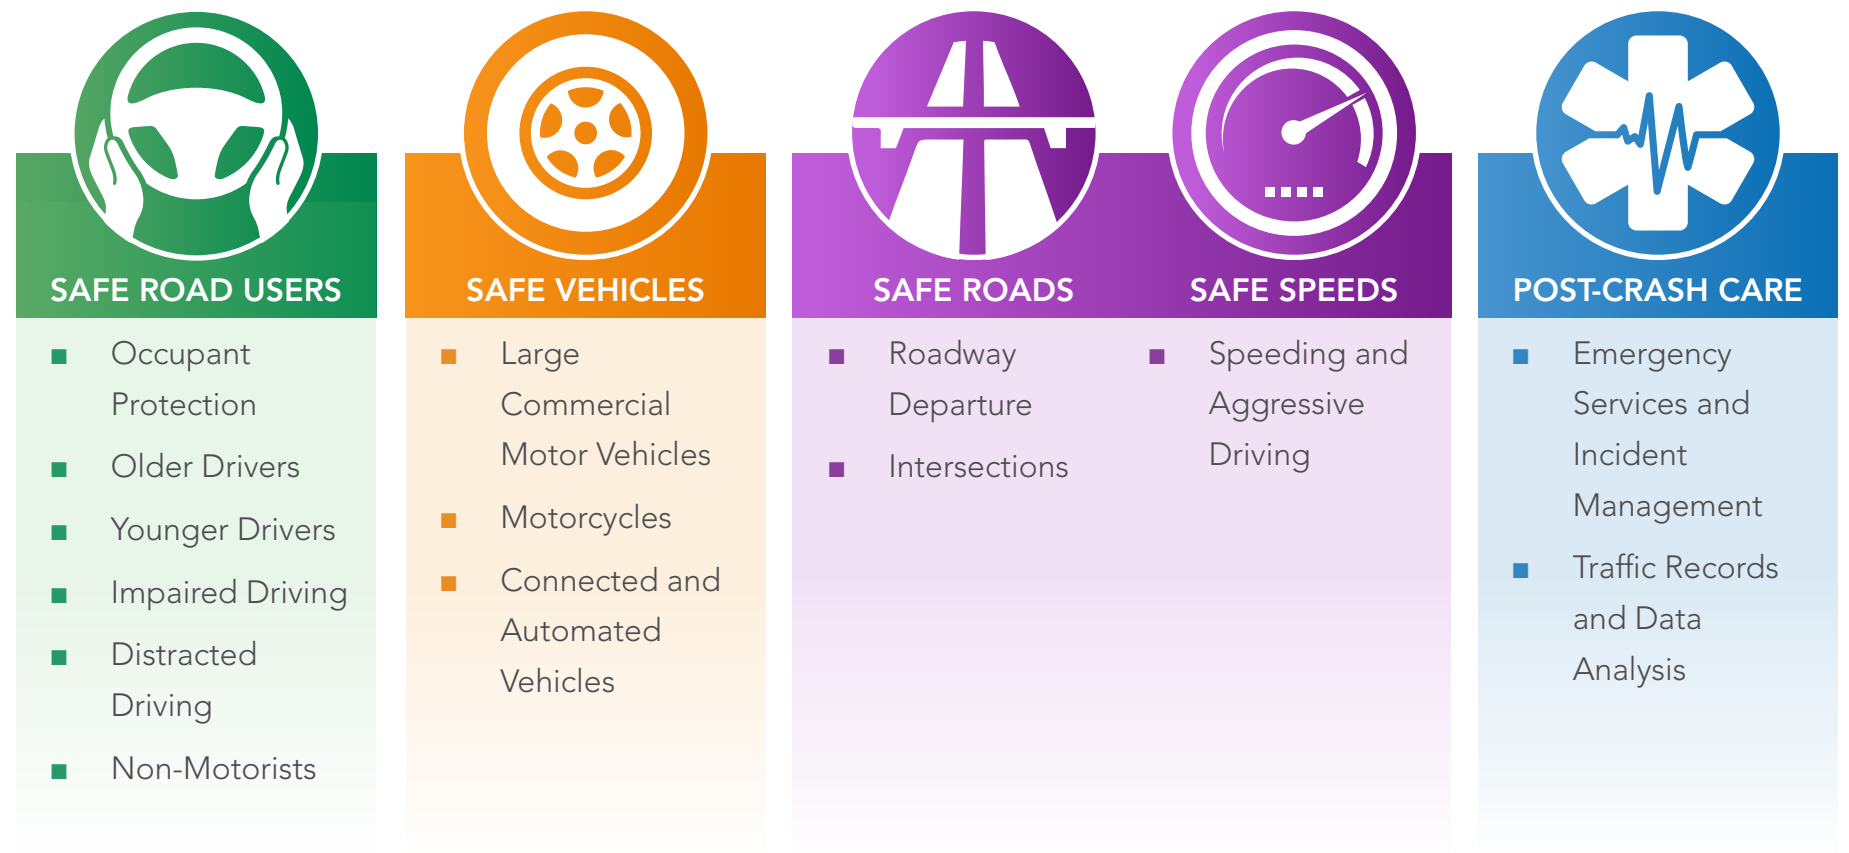 SAFE ROAD USERS
Occupant
Protection
Older Drivers
Younger Drivers
Impaired Driving
Distracted
Driving
Non-Motorists
SAFE VEHICLES
Large
Commercial
Motor Vehicles
Motorcycles
Connected and
Automated
Vehicles
SAFE ROADS
Roadway
Departure
Intersections
SAFE SPEEDS
Speeding and
Aggressive
Driving
POST-CRASH CARE
Emergency
Services and
Incident
Management
Traffic Records
and Data
Analysis